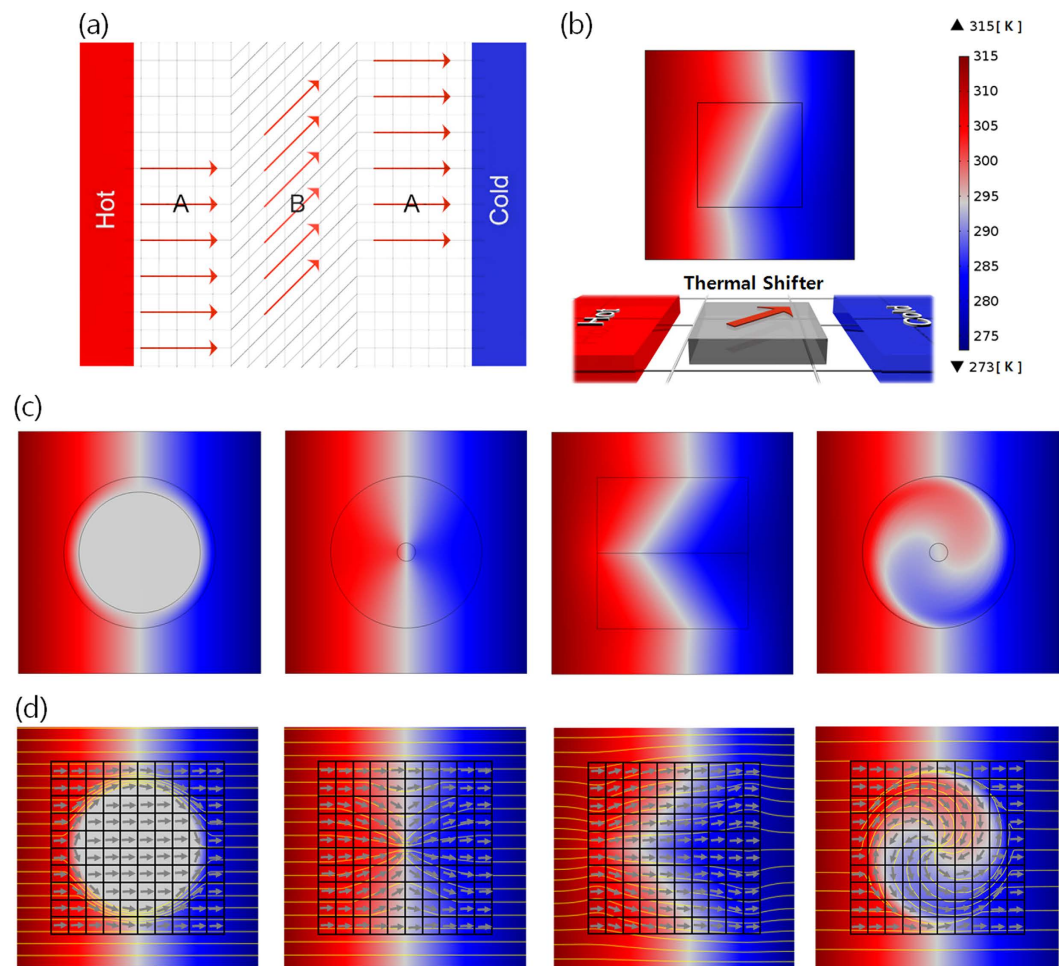 (a)
Hot
A
B
A
Cold
(b)
315[ K ]
315
310
305
300
295
290
285
280
275
273[ K ]
Thermal Shifter
Hot
Cold
(c)
(d)